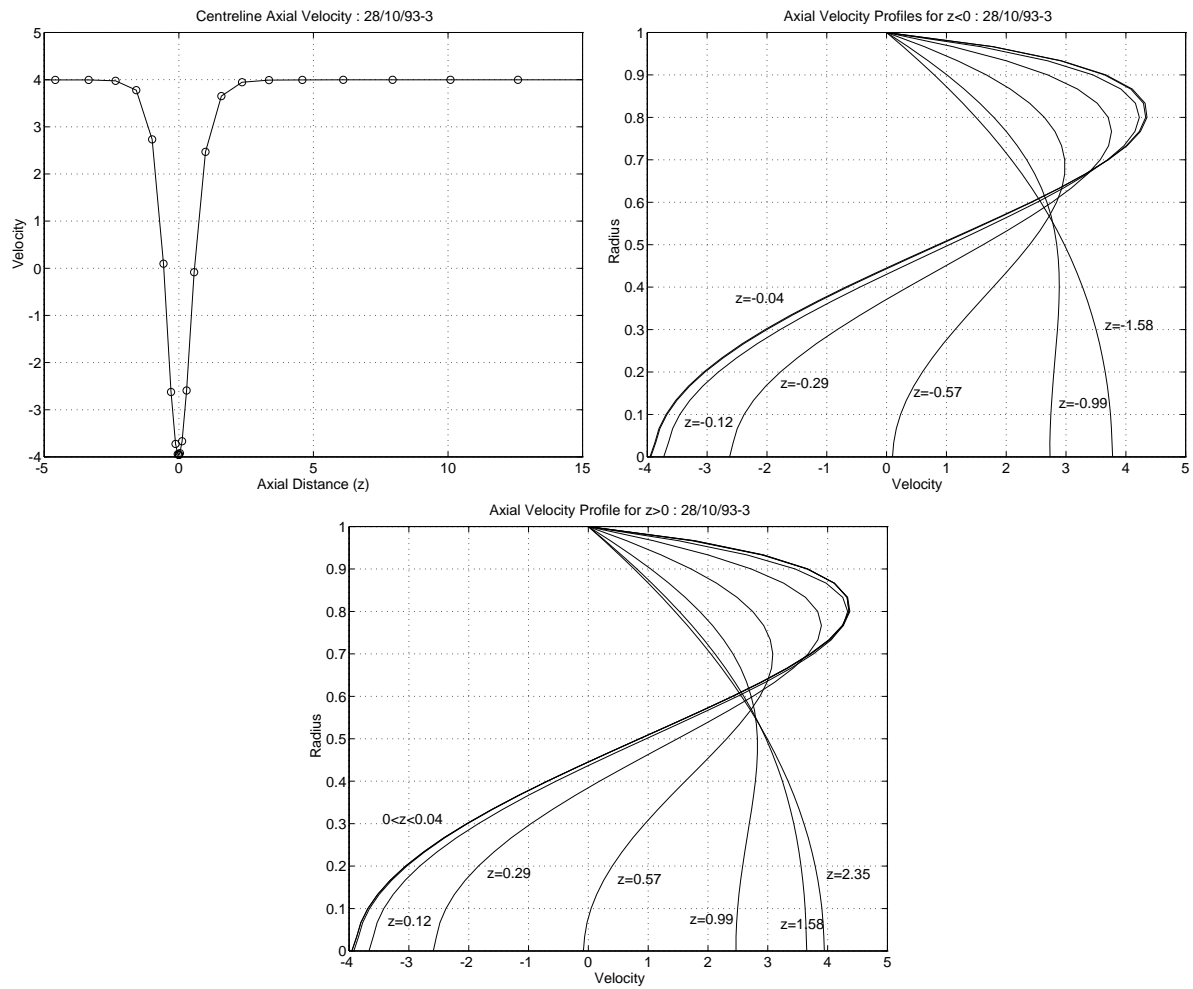 Centreline Axial Velocity : 28/10/93-3
5
4
3
2
1
0
-1
-2
-3
-4
Velocity
-5
0
5
10
15
Axial Distance (z)
Axial Velocity Profiles for z<0 : 28/10/93-3
1
0.9
0.8
0.7
0.6
0.5
0.4
0.3
0.2
0.1
0
Radius
z=-0.04
z=-1.58
z=-0.29
z=-0.57
z=-0.99
z=-0.12
-4
-3
-2
-1
0
1
2
3
4
5
Velocity
Axial Velocity Profile for z>0 : 28/10/93-3
1
0.9
0.8
0.7
0.6
0.5
0.4
0.3
0.2
0.1
0
Radius
0<z<0.04
z=0.29
z=0.57
z=2.35
z=0.12
z=0.99
z=1.58
-4
-3
-2
-1
0
1
2
3
4
5
Velocity